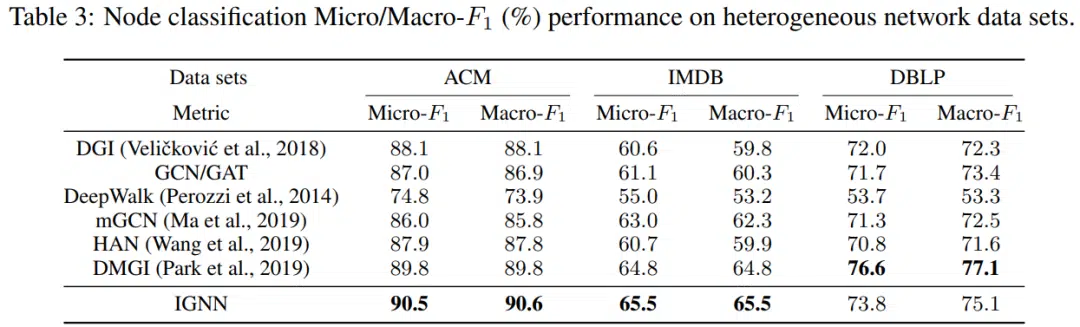 Table 3: Node classification Micro/Macro-F₁ (%) performance on heterogeneous network data sets.
Data sets ACM IMDB DBLP
Metric Micro-F₁ Macro-F₁ Micro-F₁ Macro-F₁ Micro-F₁ Macro-F₁
DGI (Veličković et al., 2018) 88.1 88.1 60.6 59.8 72.0 72.3
GCN/GAT 87.0 86.9 61.1 60.3 71.7 73.4
DeepWalk (Perozzi et al., 2014) 74.8 73.9 55.0 53.2 53.7 53.3
mGCN (Ma et al., 2019) 86.0 85.8 63.0 62.3 71.3 72.5
HAN (Wang et al., 2019) 87.9 87.8 60.7 59.9 70.8 71.6
DMGI (Park et al., 2019) 89.8 89.8 64.8 64.8 76.6 77.1
IGNN 90.5 90.6 65.5 65.5 73.8 75.1